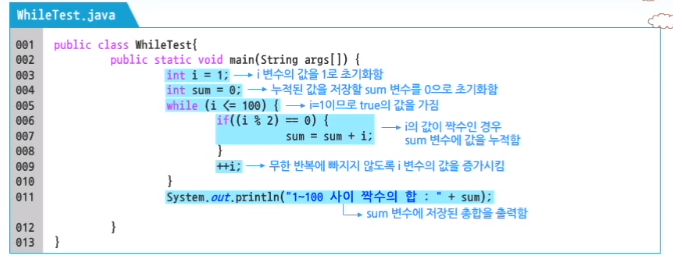 WhileTest.java
001 public class WhileTest{
002 public static void main(String args[]) {
003 int i = 1; → i 변수의 값을 1로 초기화함
004 int sum = 0; → 누적된 값을 저장할 sum 변수를 0으로 초기화함
005 while (i <= 100) { → i=1이므로 true의 값을 가짐
006 if((i % 2) == 0) { → i의 값이 짝수인 경우
007 sum = sum + i; sum 변수에 값을 누적함
008 }
009 ++i; → 무한 반복에 빠지지 않도록 i 변수의 값을 증가시킴
010 }
011 System.out.println("1~100 사이 짝수의 합 : " + sum);
→ sum 변수에 저장된 총합을 출력함
012 }
013 }